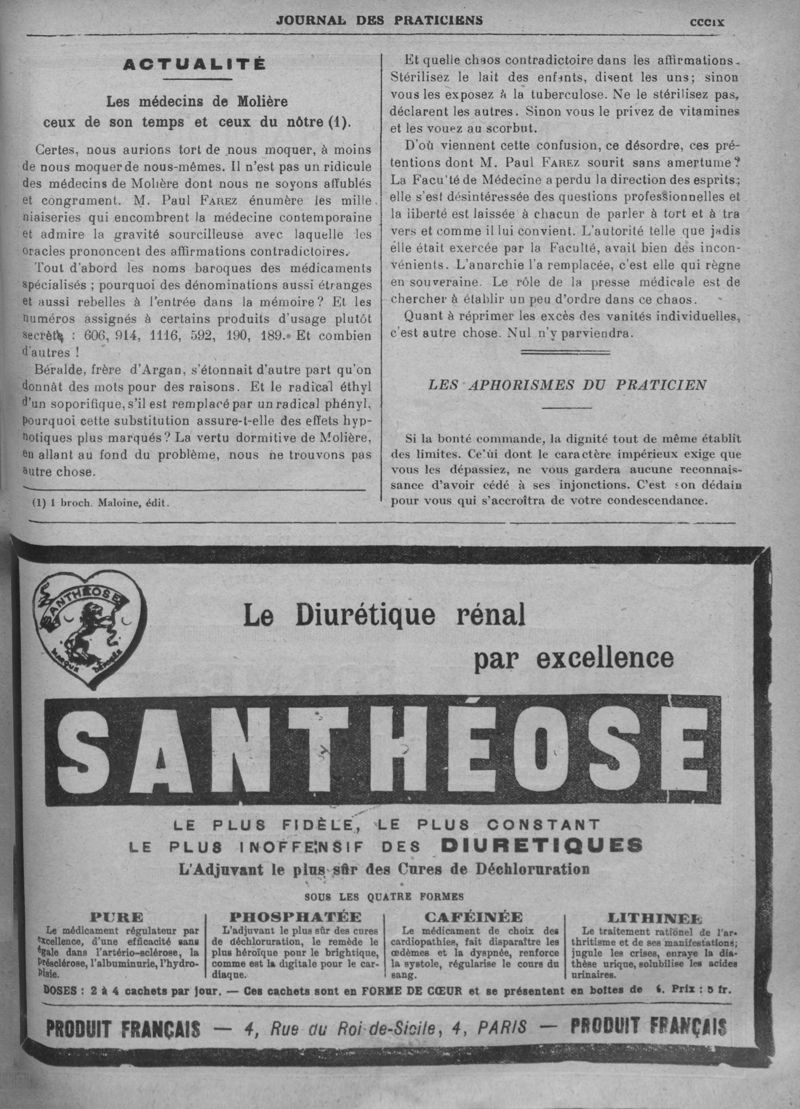 JOURNAL DES PRATICIENS
CCCIX
ACTUALITÉ
Les médecins de Molière
ceux de son temps et ceux du nôtre (1).
Certes, nous aurions tort de nous moquer, à moins
de nous moquer de nous-mêmes. Il n'est pas un ridicule
des médecins de Molière dont nous ne soyons affublés
et congrument. M. Paul FAREZ énumère les mille
niaiseries qui encombrent la médecine contemporaine
et admire la gravité sourcilleuse avec laquelle les
oracles prononcent des affirmations contradictoires.
Tout d'abord les noms baroques des médicaments
spécialisés ; pourquoi des dénominations aussi étranges
et aussi rebelles à l'entrée dans la mémoire ? Et les
numéros assignés à certains produits d'usage plutôt
secrets : 606, 914, 1116, 592, 190, 189. Et combien
d'autres !
Béralde, frère d'Argan, s'étonnait d'autre part qu'on
donnât des mots pour des raisons. Et le radical éthyl
d'un soporifique, s'il est remplacé par un radical phényl,
pourquoi cette substitution assure-t-elle des effets hyp-
notiques plus marqués ? La vertu dormitive de Molière,
en allant au fond du problème, nous ne trouvons pas
autre chose.
(1) 1 broch. Maloine, édit.
Et quelle chaos contradictoire dans les affirmations.
Stérilisez le lait des enfants, disent les uns ; sinon
vous les exposez à la tuberculose. Ne le stérilisez pas,
déclarent les autres. Sinon vous le privez de vitamines
et les vouez au scorbut.
D'où viennent cette confusion, ce désordre, ces pré-
tentions dont M. Paul FAREZ sourit sans amertume ?
La Faculté de Médecine a perdu la direction des esprits ;
elle s'est désintéressée des questions professionnelles et
la liberté est laissée à chacun de parler à tort et à tra
vers et comme il lui convient. L'autorité telle que jadis
elle était exercée par la Faculté, avait bien des incon-
vénients. L'anarchie l'a remplacée, c'est elle qui règne
en souveraine. Le rôle de la presse médicale est de
chercher à établir un peu d'ordre dans ce chaos.
Quant à réprimer les excès des vanités individuelles,
c'est autre chose. Nul n'y parviendra.
LES APHORISMES DU PRATICIEN
Si la bonté commande, la dignité tout de même établit
des limites. Celui dont le caractère impérieux exige que
vous les dépassiez, ne vous gardera aucune reconnais-
sance d'avoir cédé à ses injonctions. C'est son dédain
pour vous qui s'accroîtra de votre condescendance.
SANTHÉOSE
MARQUE DÉPOSÉE
Le Diurétique rénal
par excellence
SANTHÉOSE
LE PLUS FIDÈLE, LE PLUS CONSTANT
LE PLUS INOFFENSIF DES DIURETIQUES
L'Adjuvant le plus sûr des Cures de Déchloruration
SOUS LES QUATRE FORMES
PURE
Le médicament régulateur par
excellence, d'une efficacité sans
égale dans l'artério-sclérose, la
présclérose, l'albuminurie, l'hydro-
pisie.
PHOSPHATÉE
L'adjuvant le plus sûr des cures
de déchloruration, le remède le
plus héroïque pour le brightique,
comme est la digitale pour le car-
diaque.
CAFÉINÉE
Le médicament de choix des
cardiopathies, fait disparaître les
œdèmes et la dyspnée, renforce
la systole, régularise le cours du
sang.
LITHINEE
Le traitement rationel de l'ar-
thritisme et de ses manifestations ;
jugule les crises, enraye la dia-
thèse urique, solubilise les acides
urinaires.
DOSES : 2 à 4 cachets par jour. — Ces cachets sont en FORME DE CŒUR et se présentent en boîtes de Prix : 5 fr.
PRODUIT FRANÇAIS — 4, Rue du Roi-de-Sicile, 4, PARIS — PRODUIT FRANÇAIS